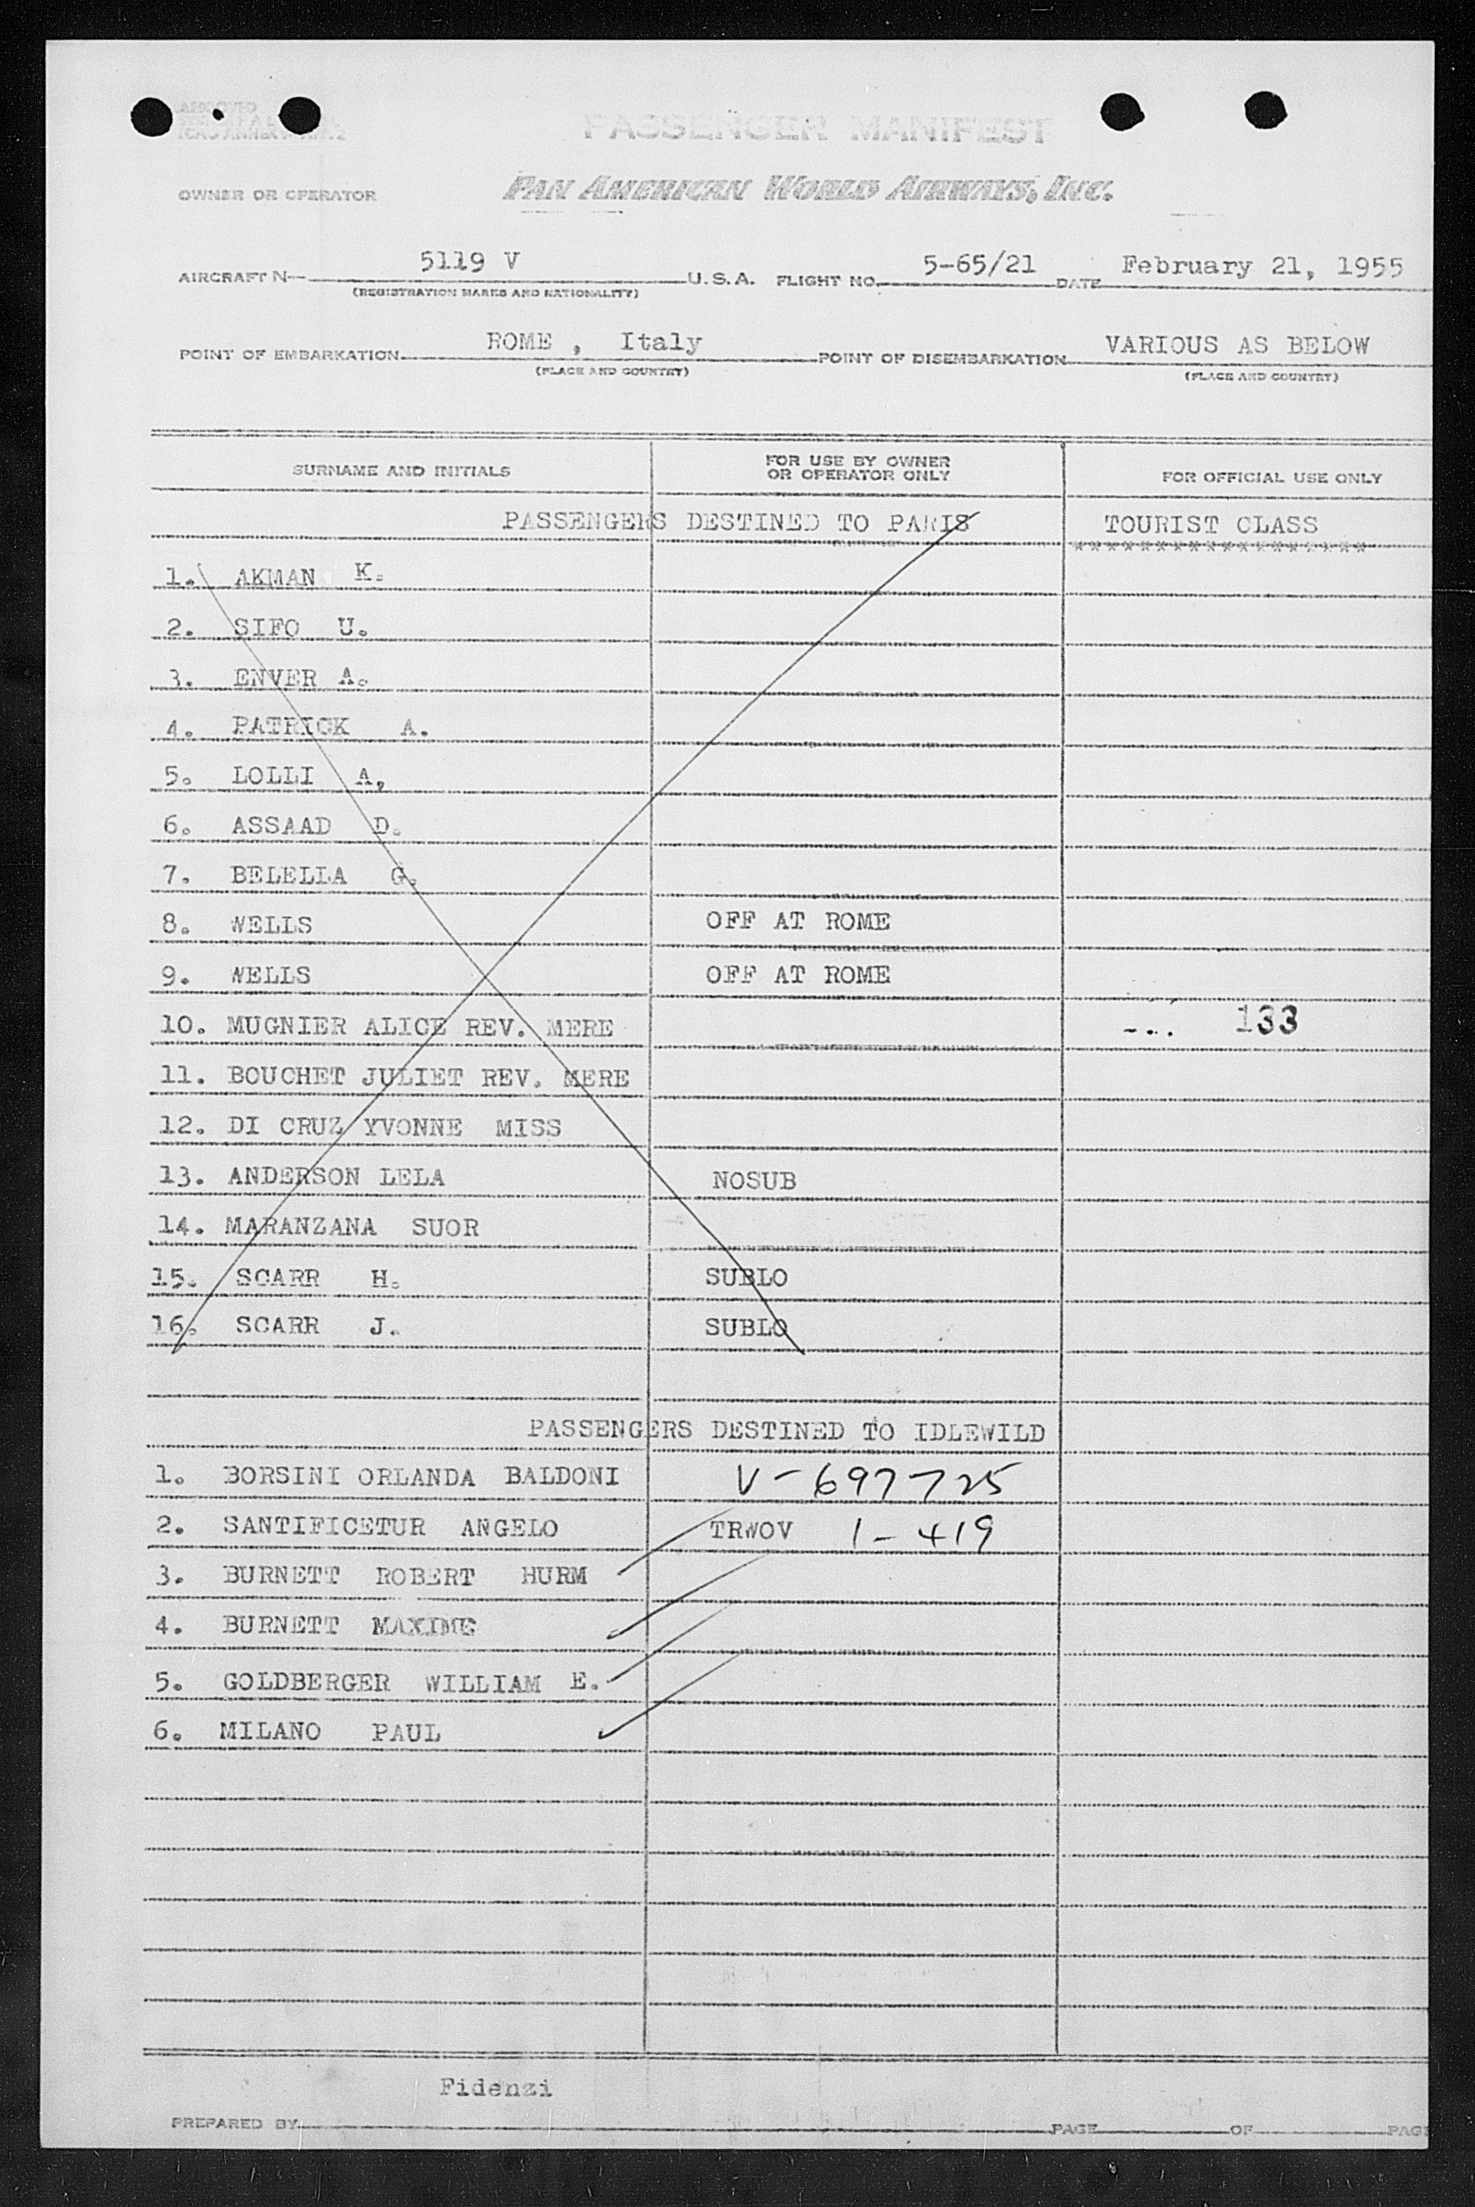 APPROVED
PASSENGER MANIFEST
OWNER OR OPERATOR PAN AMERICAN WORLD AIRWAYS, INC.
AIRCRAFT N— 5119 V U.S.A. FLIGHT NO. 5-65/21 DATE February 21, 1955
(REGISTRATION MARKS AND NATIONALITY)
POINT OF EMBARKATION ROME , Italy POINT OF DISEMBARKATION VARIOUS AS BELOW
(PLACE AND COUNTRY) (PLACE AND COUNTRY)
SURNAME AND INITIALS FOR USE BY OWNER OR OPERATOR ONLY FOR OFFICIAL USE ONLY
PASSENGERS DESTINED TO PARIS TOURIST CLASS
******************
1. AKMAN K.
2. SIFO U.
3. ENVER A.
4. PATRICK A.
5. LOLLI A,
6. ASSAAD D.
7. BELELLA G.
8. WELLS OFF AT ROME
9. WELLS OFF AT ROME
10. MUGNIER ALICE REV. MERE 133
11. BOUCHET JULIET REV. MERE
12. DI CRUZ YVONNE MISS
13. ANDERSON LELA NOSUB
14. MARANZANA SUOR
15. SCARR H. SUBLO
16. SCARR J. SUBLO
PASSENGERS DESTINED TO IDLEWILD
1. BORSINI ORLANDA BALDONI V-697725
2. SANTIFICETUR ANGELO TRWOV 1-419
3. BURNETT ROBERT HURM
4. BURNETT MAXIME
5. GOLDBERGER WILLIAM E.
6. MILANO PAUL
Fidenzi
PREPARED BY PAGE OF PAG